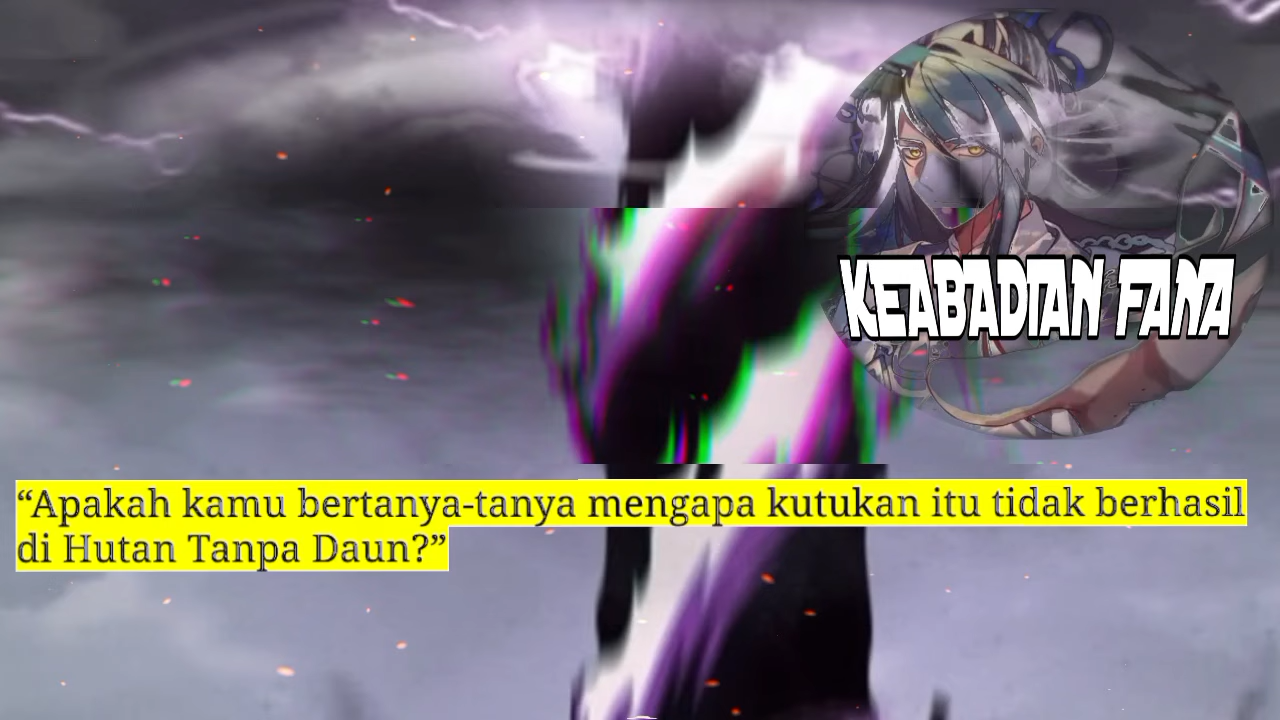 KEABADIAN FANA
“Apakah kamu bertanya-tanya mengapa kutukan itu tidak berhasil
di Hutan Tanpa Daun?”